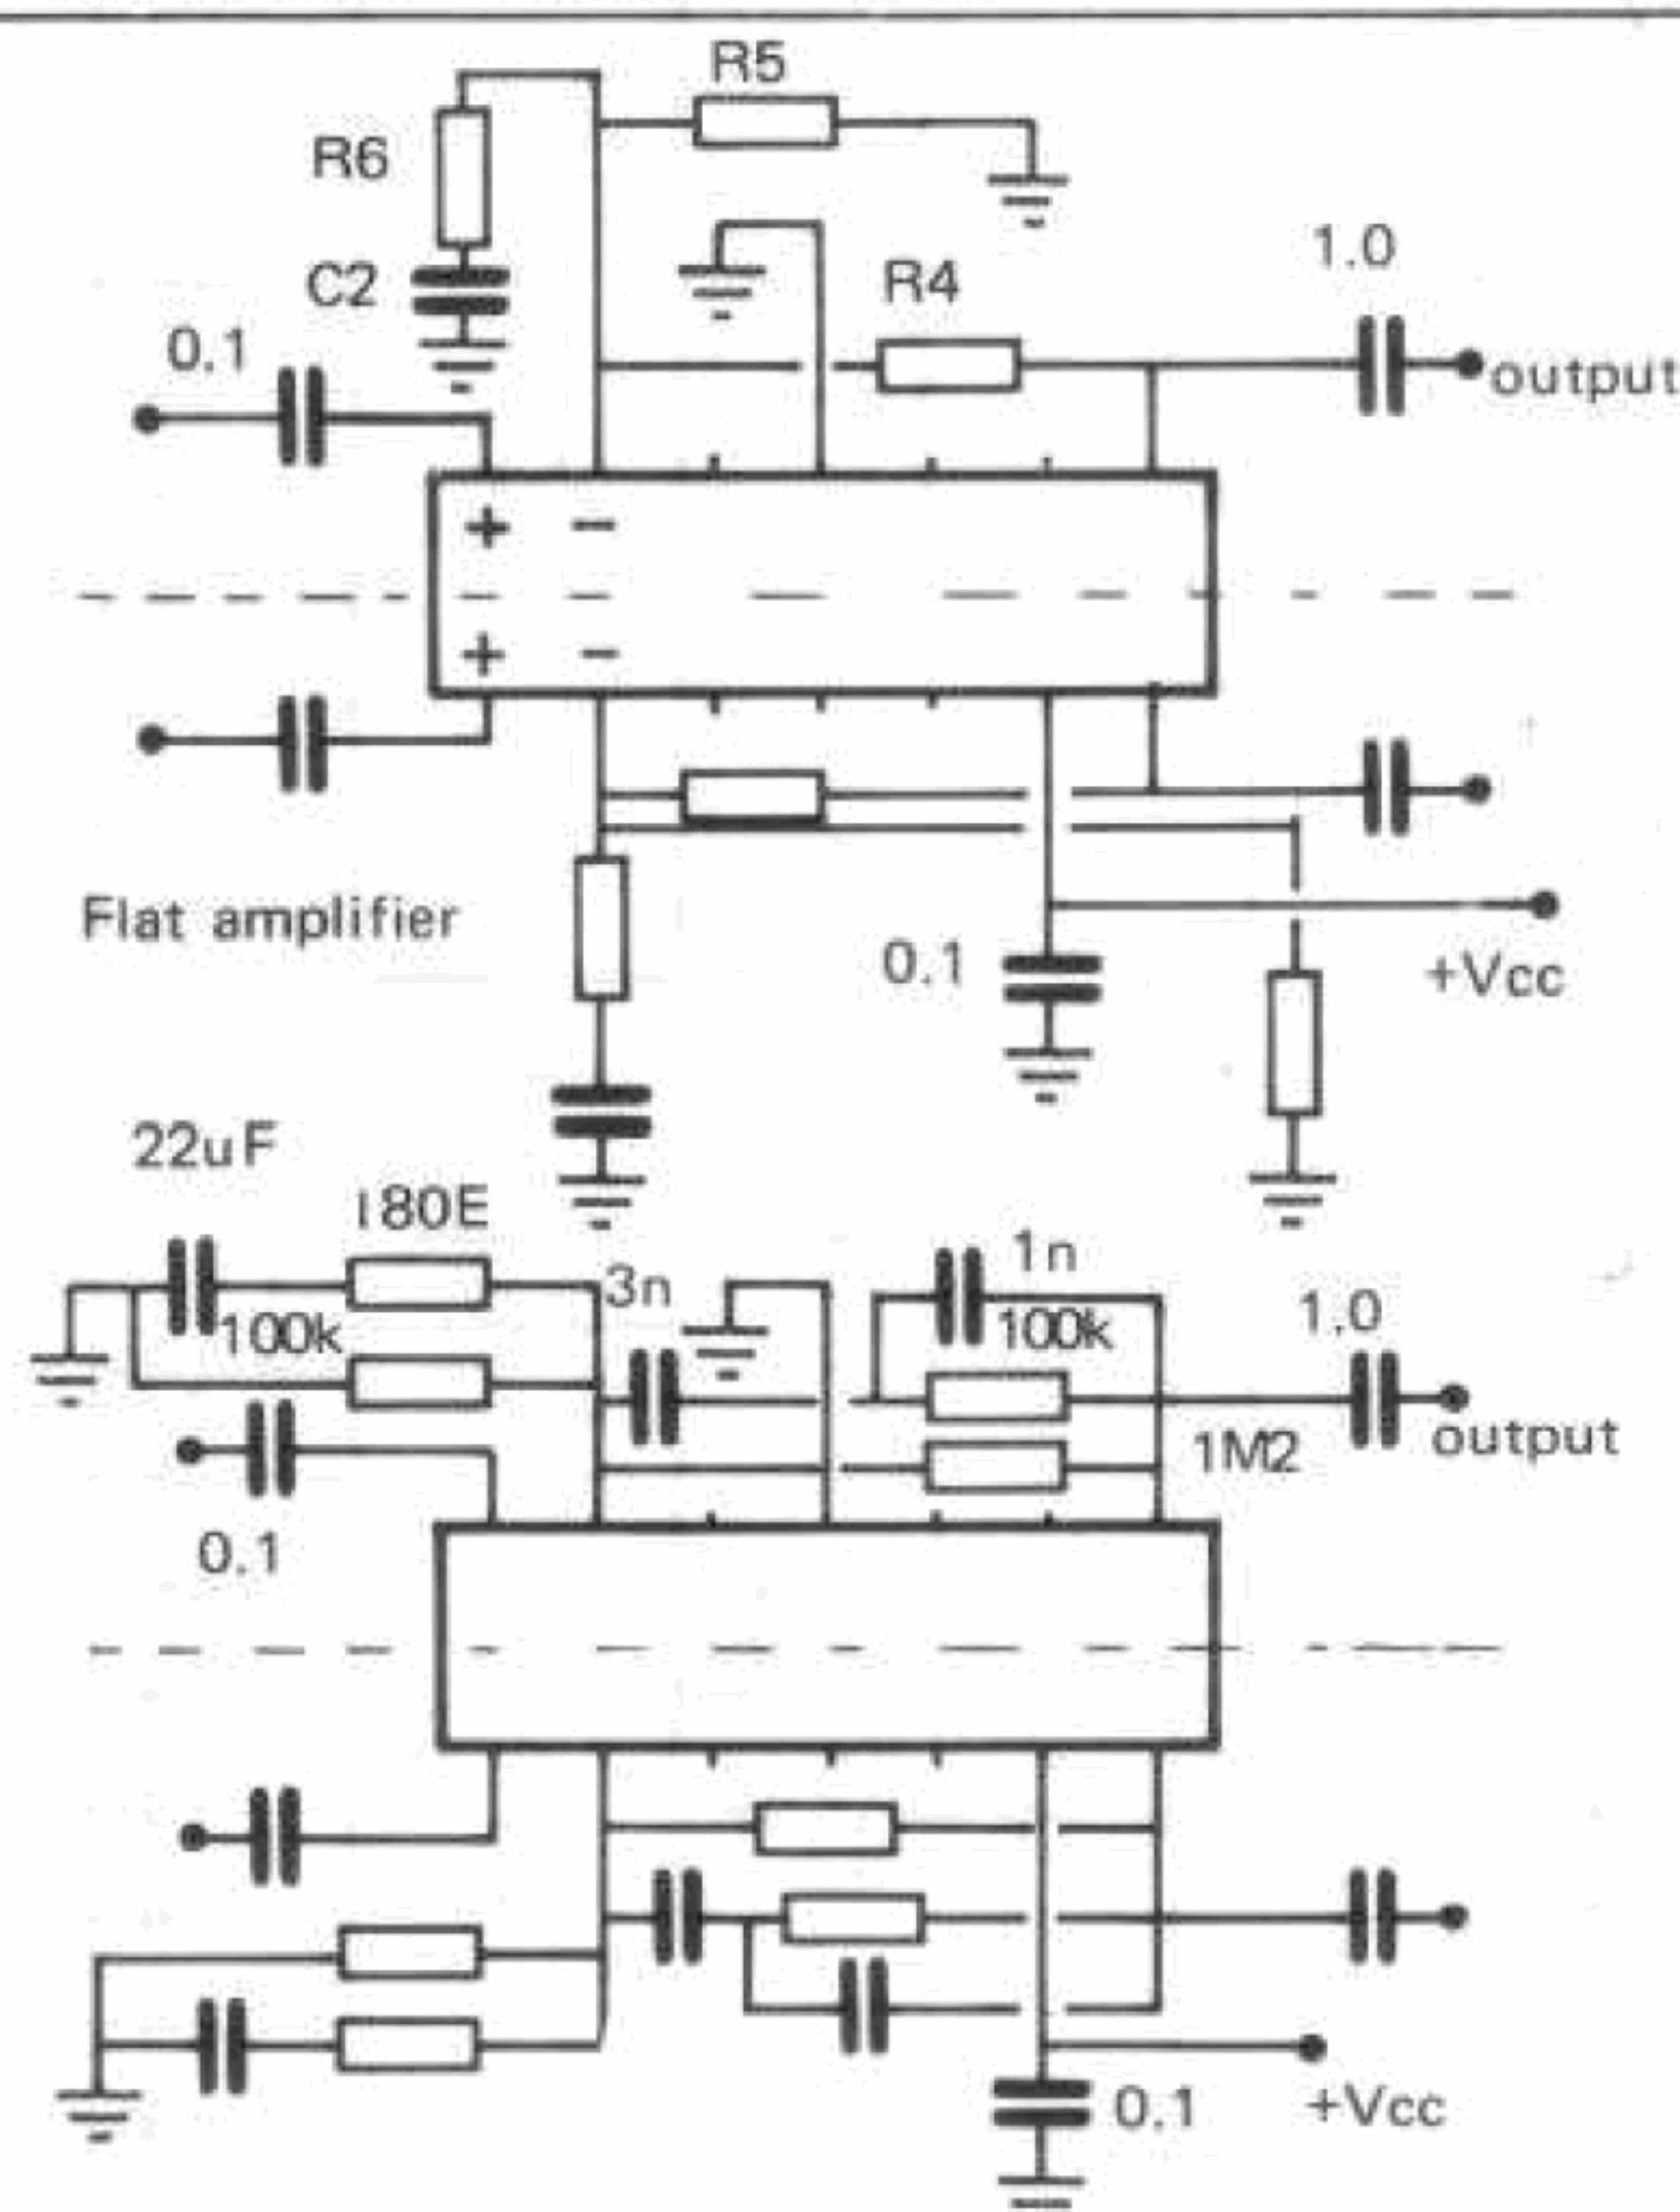 R5
R6
1.0
C2
R4
0.1
output
+ −
+ −
Flat amplifier
0.1
+Vcc
22uF
180E
1n
3n
100k
100k
1.0
1M2
output
0.1
0.1
+Vcc